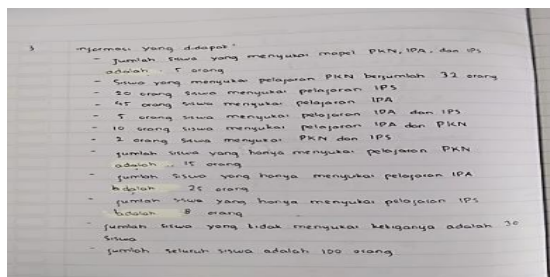 3 informasi yang didapat:
- Jumlah siswa yang menyukai mapel PKN, IPA, dan IPS
adalah 5 orang
- Siswa yang menyukai pelajaran PKN berjumlah 32 orang
- 20 orang siswa menyukai pelajaran IPS
- 45 orang siswa menyukai pelajaran IPA
- 5 orang siswa menyukai pelajaran IPA dan IPS
- 10 orang siswa menyukai pelajaran IPA dan PKN
- 2 orang siswa menyukai PKN dan IPS
- Jumlah siswa yang hanya menyukai pelajaran PKN
adalah 15 orang
- Jumlah siswa yang hanya menyukai pelajaran IPA
adalah 25 orang
- Jumlah siswa yang hanya menyukai pelajaran IPS
adalah 8 orang
- Jumlah siswa yang tidak menyukai ketiganya adalah 30
siswa
- Jumlah seluruh siswa adalah 100 orang